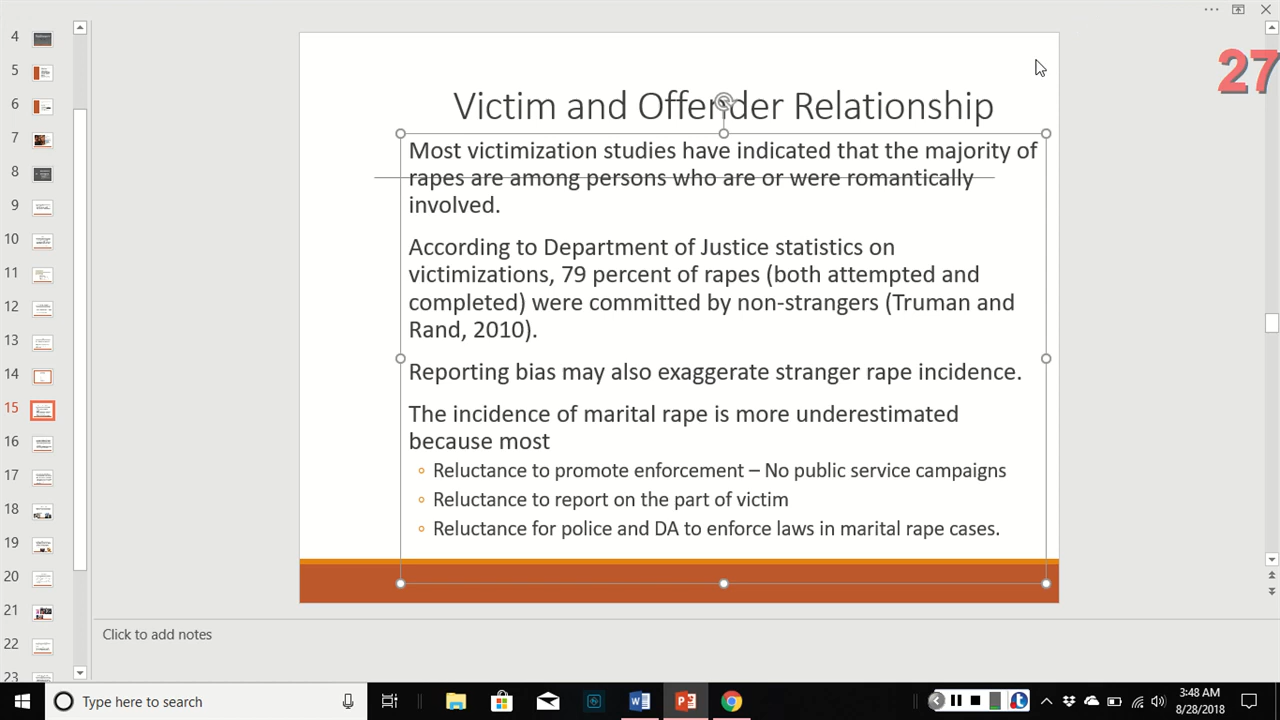 27
Victim and Offender Relationship
Most victimization studies have indicated that the majority of
rapes are among persons who are or were romantically
involved.
According to Department of Justice statistics on
victimizations, 79 percent of rapes (both attempted and
completed) were committed by non-strangers (Truman and
Rand, 2010).
Reporting bias may also exaggerate stranger rape incidence.
The incidence of marital rape is more underestimated
because most
Reluctance to promote enforcement – No public service campaigns
Reluctance to report on the part of victim
Reluctance for police and DA to enforce laws in marital rape cases.
4
5
6
7
8
9
10
11
12
13
14
15
16
17
18
19
20
21
22
23
Click to add notes
Type here to search
3:48 AM
8/28/2018